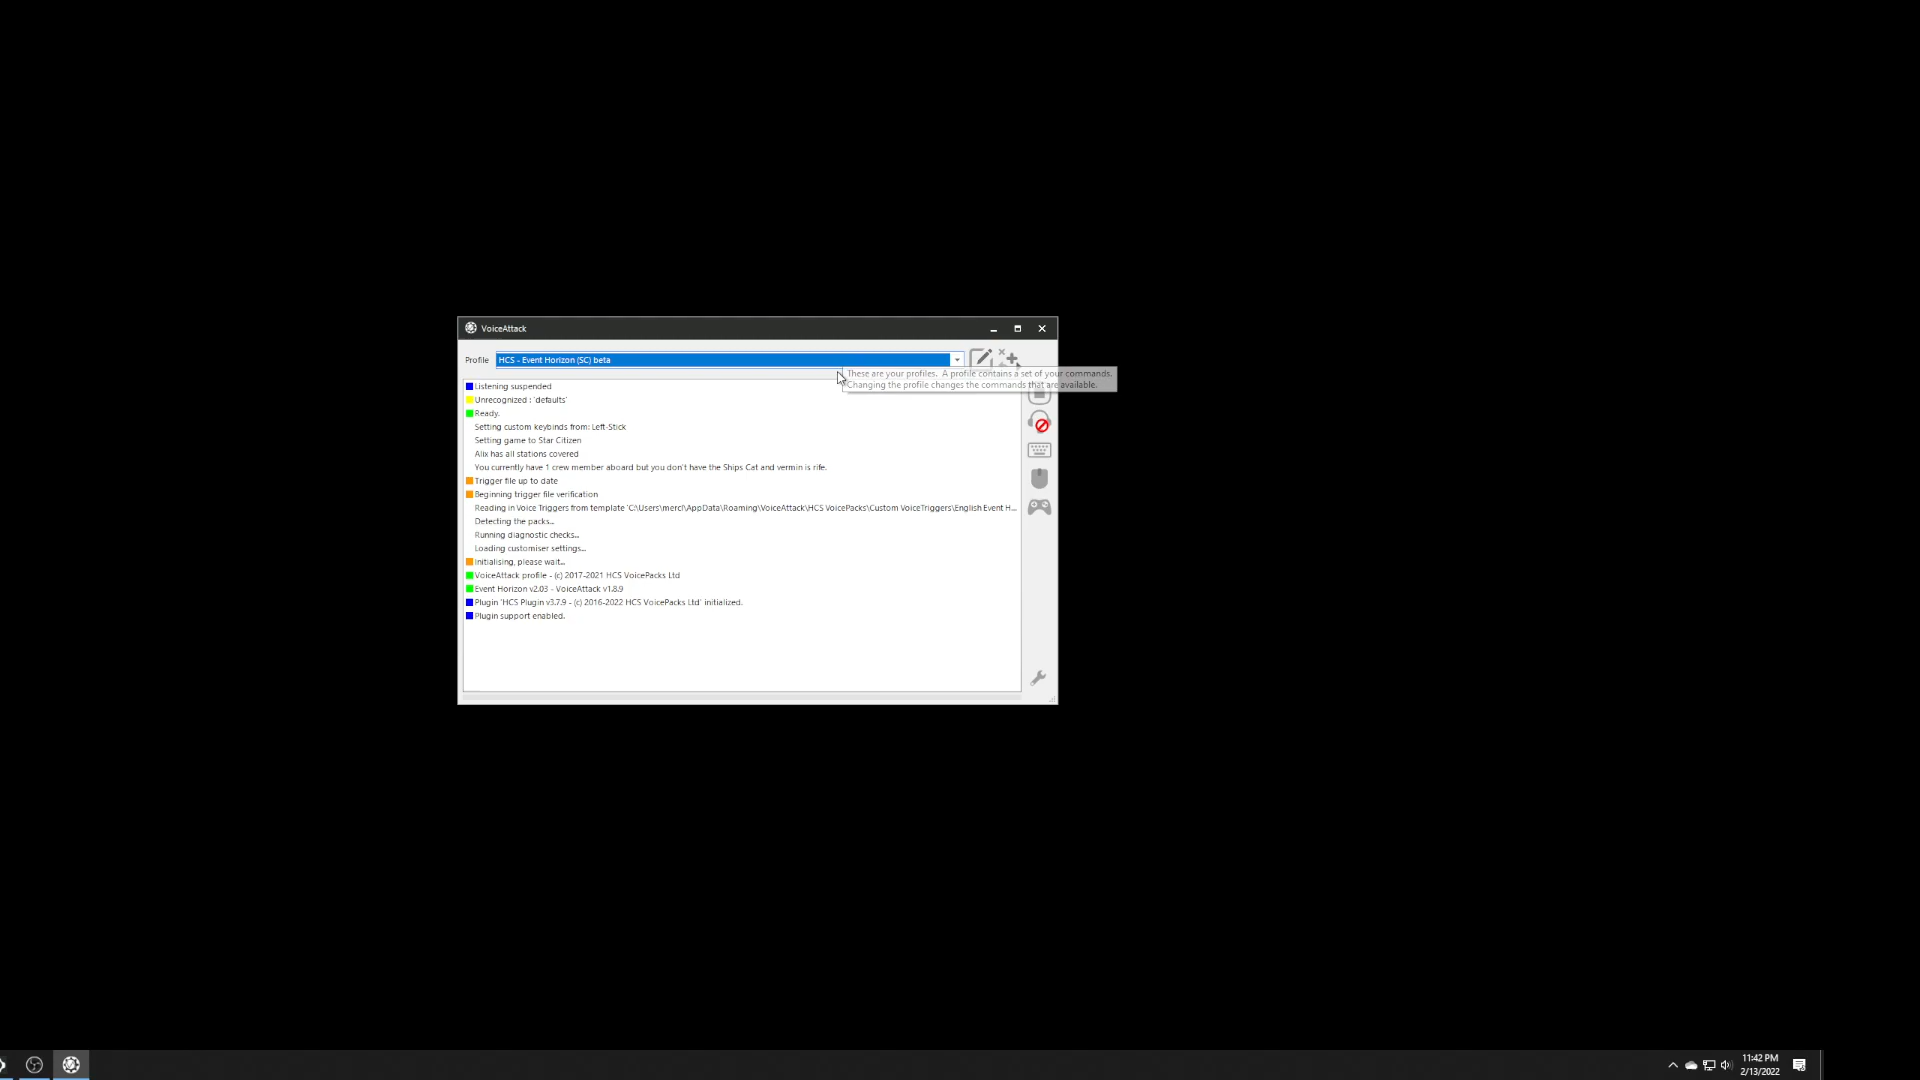 VoiceAttack
Profile HCS - Event Horizon (SC) beta
These are your profiles. A profile contains a set of your commands.
Changing the profile changes the commands that are available.
Listening suspended
Unrecognized : 'defaults'
Ready.
Setting custom keybinds from: Left-Stick
Setting game to Star Citizen
Alix has all stations covered
You currently have 1 crew member aboard but you don't have the Ships Cat and vermin is rife.
Trigger file up to date
Beginning trigger file verification
Reading in Voice Triggers from template 'C:\Users\merci\AppData\Roaming\VoiceAttack\HCS VoicePacks\Custom VoiceTriggers\English Event H...
Detecting the packs...
Running diagnostic checks...
Loading customiser settings...
Initialising, please wait...
VoiceAttack profile - (c) 2017-2021 HCS VoicePacks Ltd
Event Horizon v2.03 - VoiceAttack v1.8.9
Plugin 'HCS Plugin v3.7.9 - (c) 2016-2022 HCS VoicePacks Ltd' initialized.
Plugin support enabled.
11:42 PM
2/13/2022